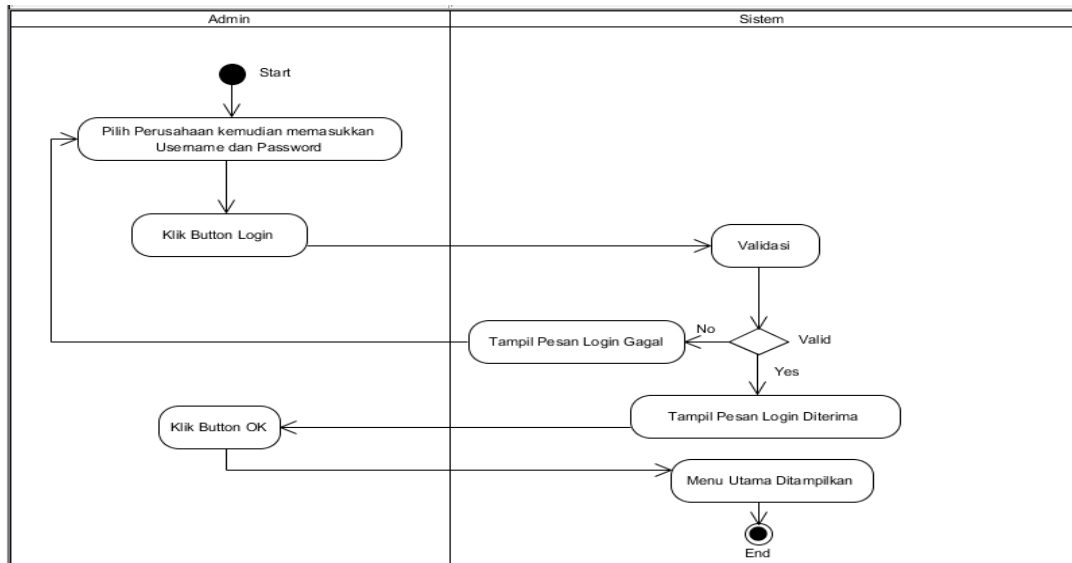 Admin
Sistem
Start
Pilih Perusahaan kemudian memasukkan
Username dan Password
Klik Button Login
Validasi
No
Valid
Tampil Pesan Login Gagal
Yes
Tampil Pesan Login Diterima
Klik Button OK
Menu Utama Ditampilkan
End